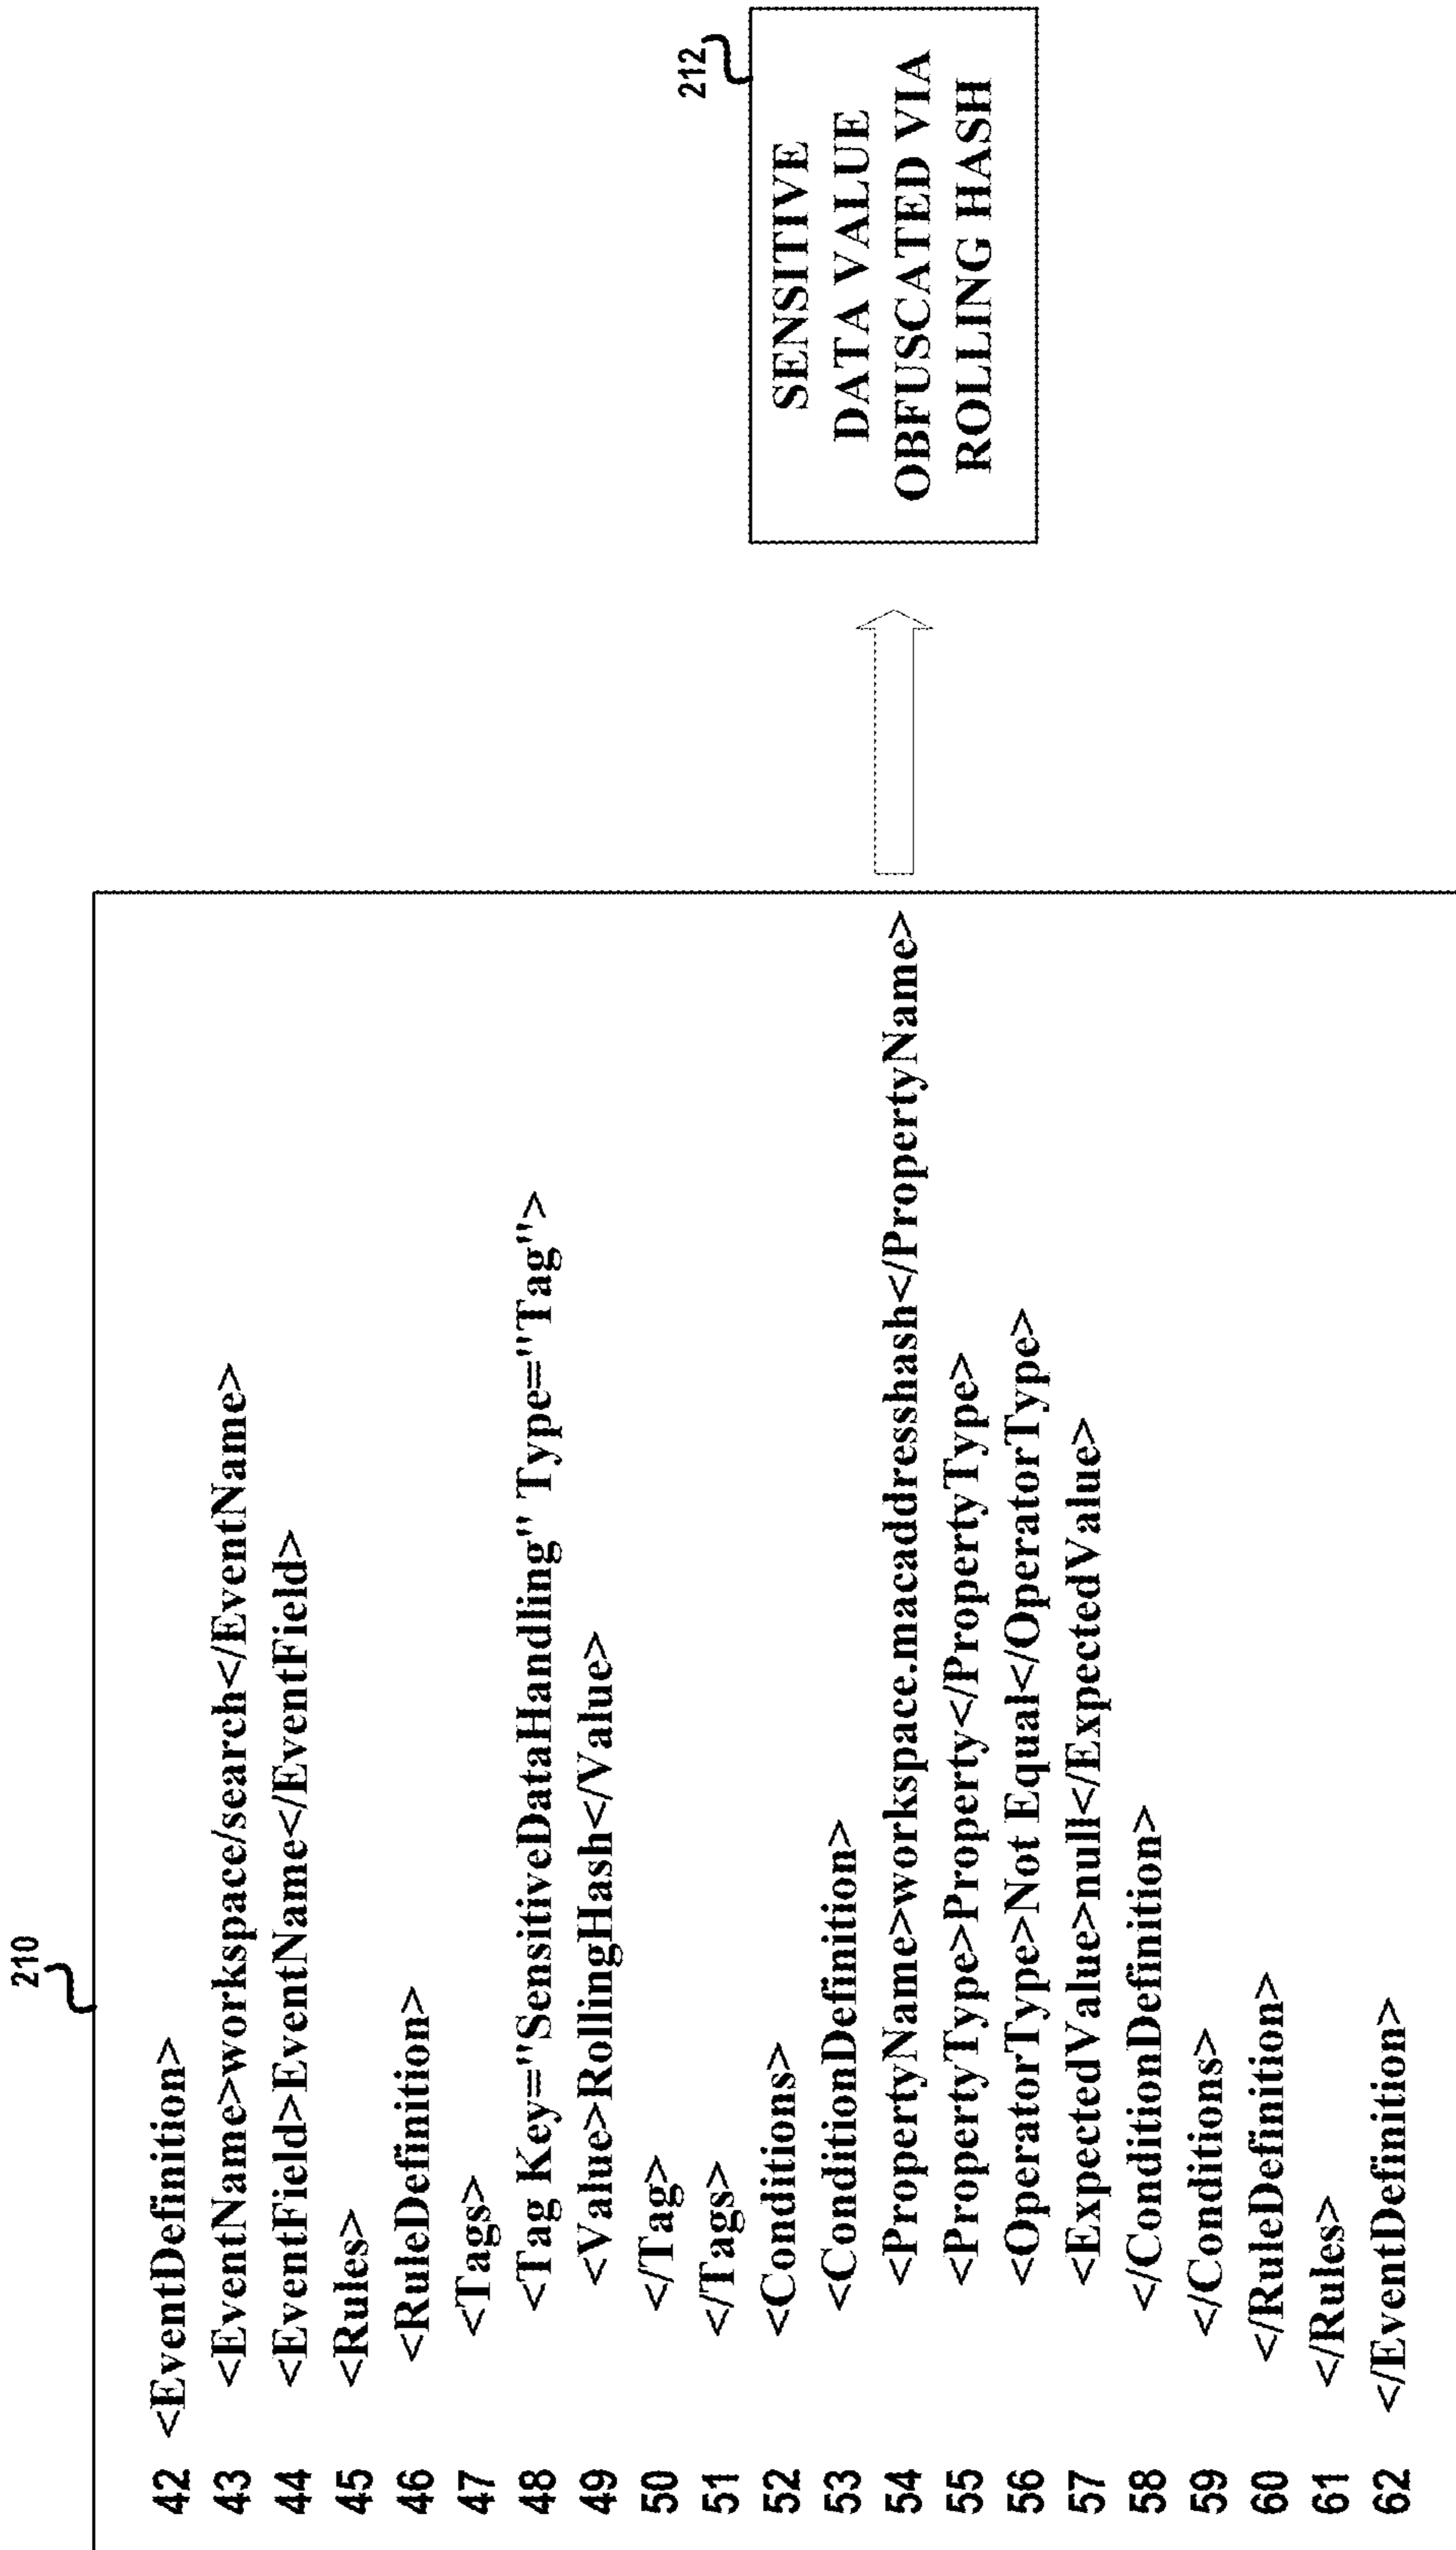 210
42 <EventDefinition>
43 <EventName>workspace/search</EventName>
44 <EventField>EventName</EventField>
45 <Rules>
46 <RuleDefinition>
47 <Tags>
48 <Tag Key="SensitiveDataHandling" Type="Tag">
49 <Value>RollingHash</Value>
50 </Tag>
51 </Tags>
52 <Conditions>
53 <ConditionDefinition>
54 <PropertyName>workspace.macaddresshash</PropertyName>
55 <PropertyType>Property</PropertyType>
56 <OperatorType>Not Equal</OperatorType>
57 <ExpectedValue>null</ExpectedValue>
58 </ConditionDefinition>
59 </Conditions>
60 </RuleDefinition>
61 </Rules>
62 </EventDefinition>
212
SENSITIVE
DATA VALUE
OBFUSCATED VIA
ROLLING HASH